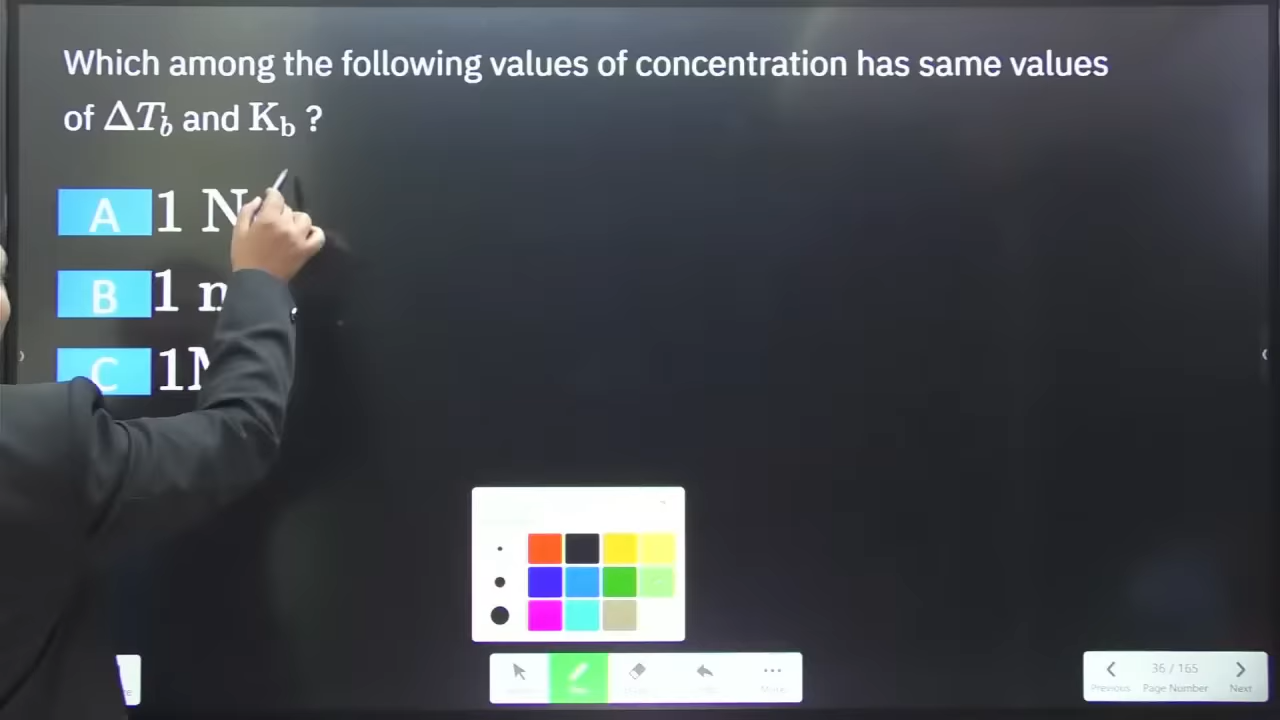 Which among the following values of concentration has same values
of ΔT_b and K_b ?
A 1 N
B 1
C
36 / 165
Previous Page Number Next